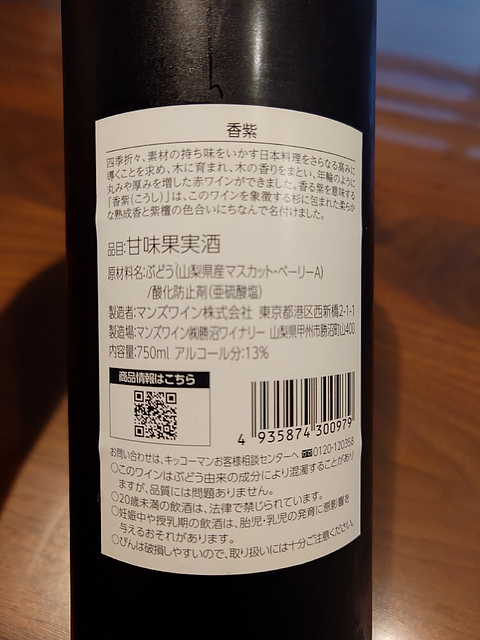 香紫
四季折々、素材の持ち味をいかす日本料理をさらなる高みに
導くことを求め、木に育まれ、木の香りをまとい、年輪のように
丸みや厚みを増した赤ワインができました。香る紫を意味する
「香紫(こうし)」は、このワインを象徴する杉に包まれた柔らか
な熟成香と紫檀の色合いにちなんで名付けました。
品目:甘味果実酒
原材料名:ぶどう(山梨県産マスカット・ベーリーA)
/酸化防止剤(亜硫酸塩)
製造者:マンズワイン株式会社 東京都港区西新橋2-1-1
製造場:マンズワイン㈱勝沼ワイナリー 山梨県甲州市勝沼町山400
内容量:750ml アルコール分:13%
商品情報はこちら
4 935874 300979
お問い合わせは、キッコーマンお客様相談センターへ 0120-120358
○このワインはぶどう由来の成分により混濁することがあり
ますが、品質には問題ありません。
○20歳未満の飲酒は、法律で禁じられています。
○妊娠中や授乳期の飲酒は、胎児・乳児の発育に悪影響を
与えるおそれがあります。
○びんは破損しやすいので、取り扱いには十分ご注意ください。